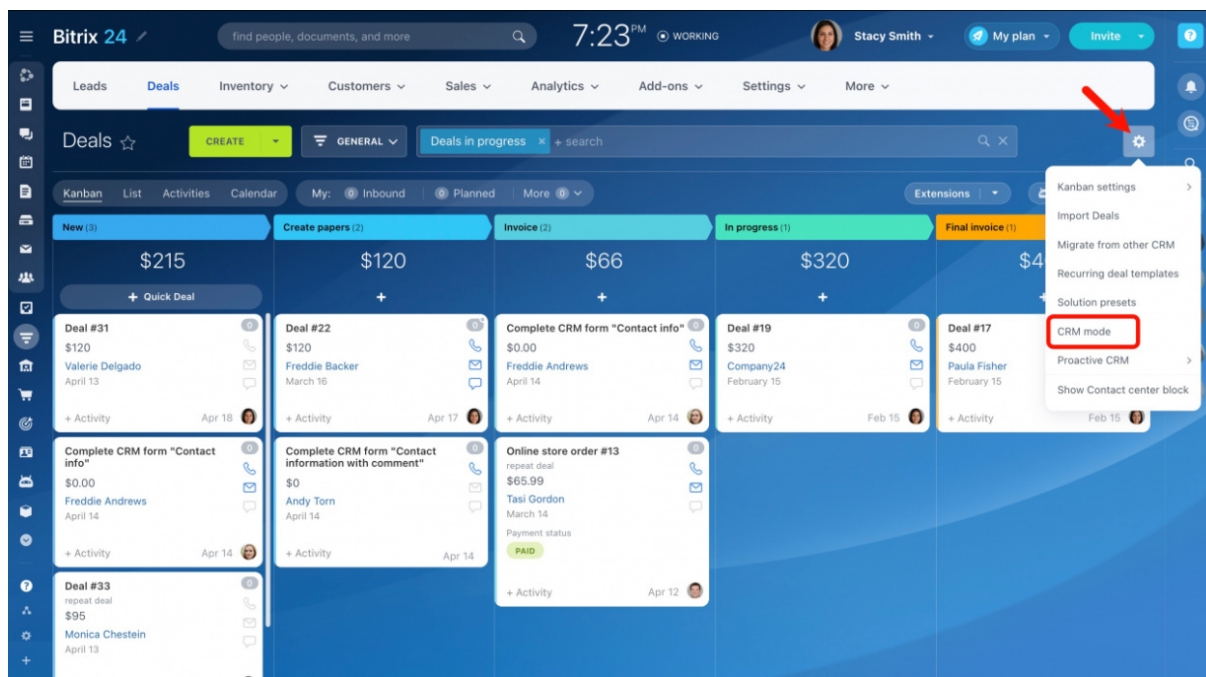 Bitrix 24
find people, documents, and more
7:23 PM
WORKING
Stacy Smith
My plan
Invite
Leads
Deals
Inventory
Customers
Sales
Analytics
Add-ons
Settings
More
Deals
CREATE
GENERAL
Deals in progress ×
+ search
Kanban
List
Activities
Calendar
My:
0 Inbound
0 Planned
More 0
Extensions
Kanban settings
Import Deals
Migrate from other CRM
Recurring deal templates
Solution presets
CRM mode
Proactive CRM
Show Contact center block
New (3)
$215
+ Quick Deal
Deal #31
0
$120
Valerie Delgado
April 13
+ Activity
Apr 18
Complete CRM form "Contact
info"
0
$0.00
Freddie Andrews
April 14
+ Activity
Apr 14
Deal #33
0
repeat deal
$95
Monica Chestein
April 13
Create papers (2)
$120
+
Deal #22
0
$120
Freddie Backer
March 16
+ Activity
Apr 17
Complete CRM form "Contact
information with comment"
0
$0
Andy Torn
April 14
+ Activity
Apr 14
Invoice (2)
$66
+
Complete CRM form "Contact info"
0
$0.00
Freddie Andrews
April 14
+ Activity
Apr 14
Online store order #13
0
repeat deal
$65.99
Tasi Gordon
March 14
Payment status
PAID
+ Activity
Apr 12
In progress (1)
$320
+
Deal #19
0
$320
Company24
February 15
+ Activity
Feb 15
Final invoice (1)
Deal #17
$400
Paula Fisher
February 15
+ Activity
Feb 15